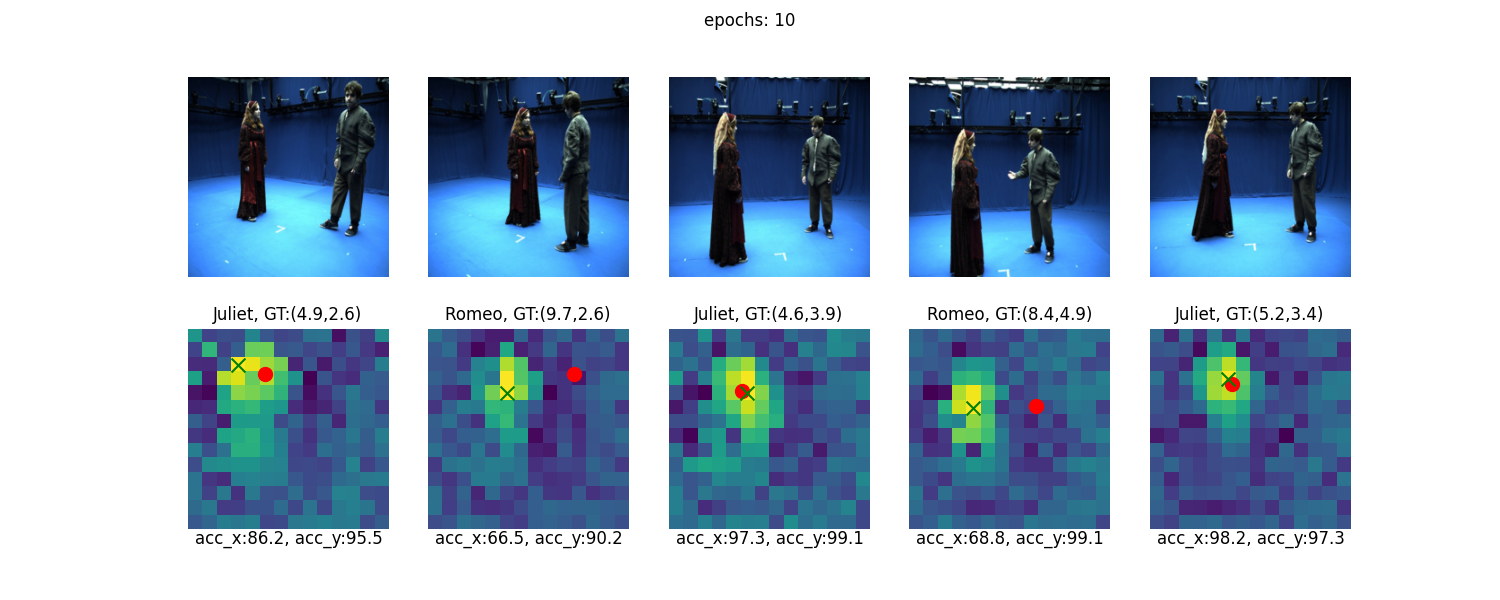 epochs: 10
Juliet, GT:(4.9,2.6)
Romeo, GT:(9.7,2.6)
Juliet, GT:(4.6,3.9)
Romeo, GT:(8.4,4.9)
Juliet, GT:(5.2,3.4)
acc_x:86.2, acc_y:95.5
acc_x:66.5, acc_y:90.2
acc_x:97.3, acc_y:99.1
acc_x:68.8, acc_y:99.1
acc_x:98.2, acc_y:97.3